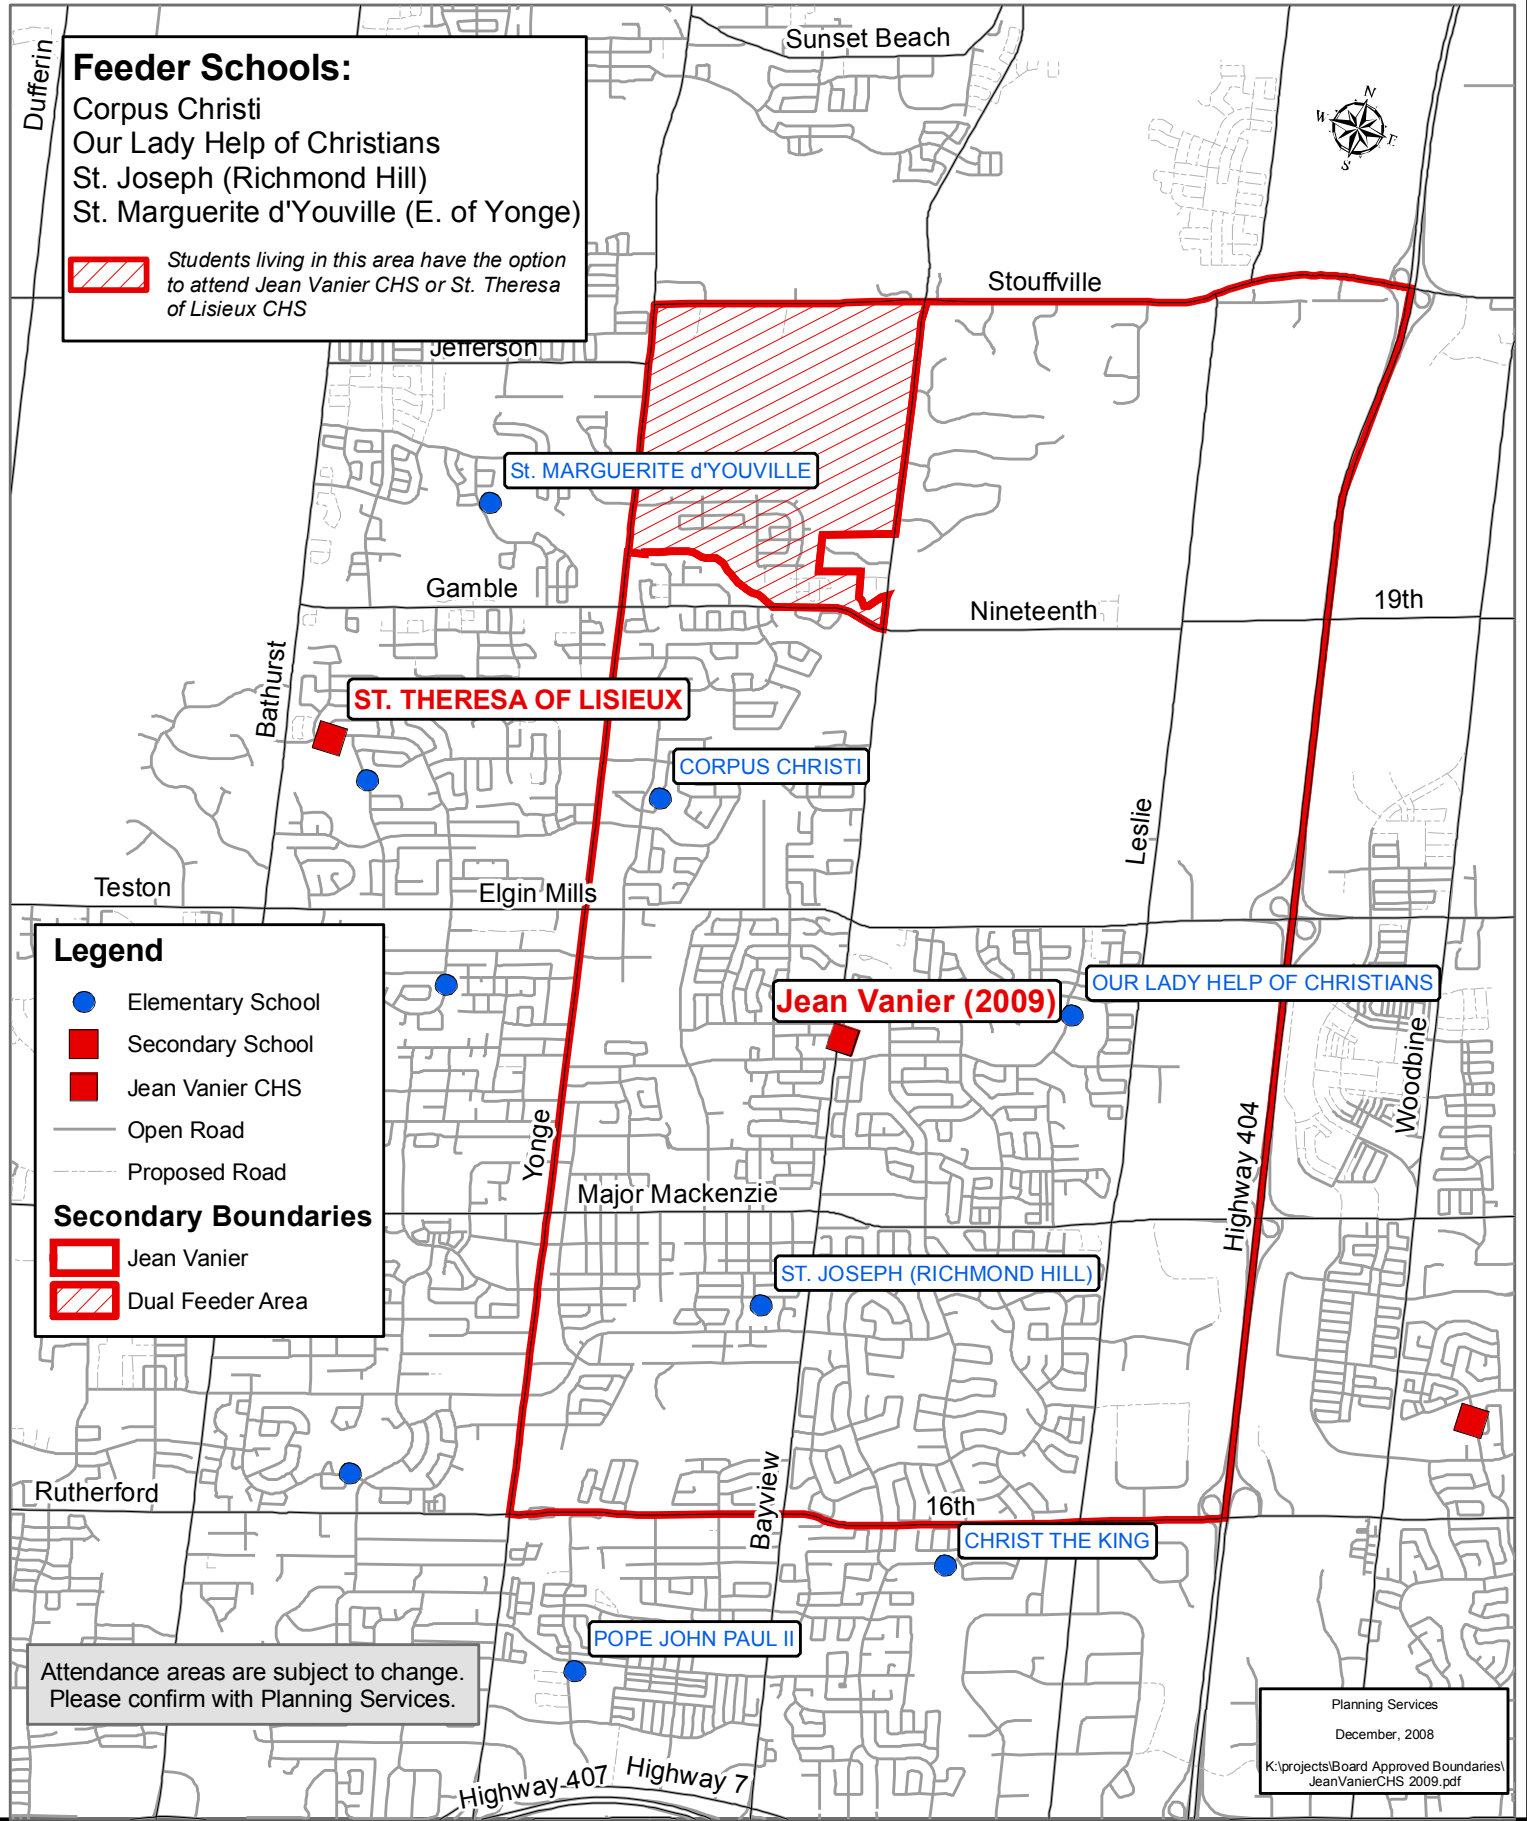 Sunset Beach
Dufferin
Feeder Schools:
Corpus Christi
Our Lady Help of Christians
St. Joseph (Richmond Hill)
St. Marguerite d'Youville (E. of Yonge)
Students living in this area have the option
to attend Jean Vanier CHS or St. Theresa
of Lisieux CHS
N
W
E
S
Stouffville
Jefferson
St. MARGUERITE d'YOUVILLE
Gamble
Nineteenth
19th
Bathurst
ST. THERESA OF LISIEUX
CORPUS CHRISTI
Leslie
Teston
Elgin Mills
Legend
Elementary School
Secondary School
Jean Vanier CHS
Open Road
Proposed Road
Secondary Boundaries
Jean Vanier
Dual Feeder Area
OUR LADY HELP OF CHRISTIANS
Jean Vanier (2009)
Woodbine
Yonge
Highway 404
Major Mackenzie
ST. JOSEPH (RICHMOND HILL)
Rutherford
Bayview
16th
CHRIST THE KING
POPE JOHN PAUL II
Attendance areas are subject to change.
Please confirm with Planning Services.
Highway 407
Highway 7
Planning Services
December, 2008
K:\projects\Board Approved Boundaries\
JeanVanierCHS 2009.pdf